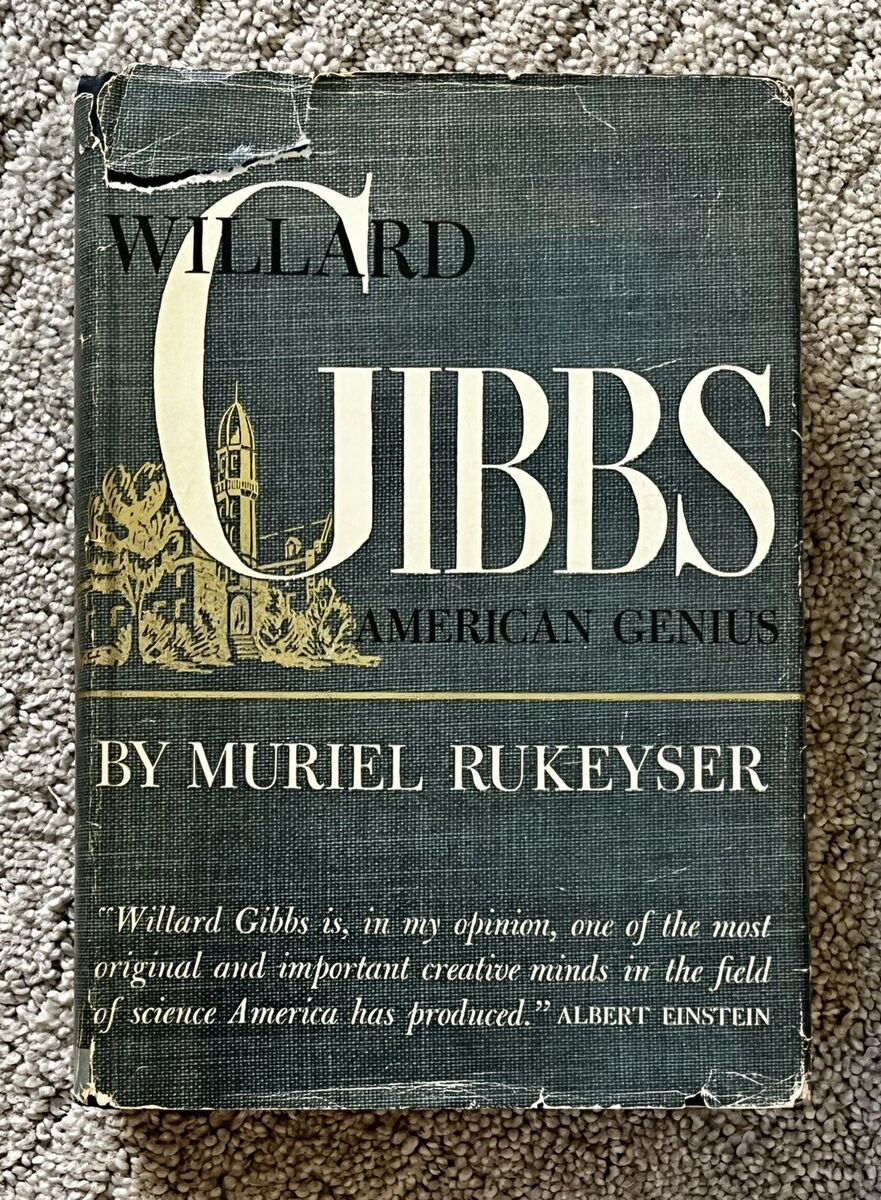 WILLARD
GIBBS
AMERICAN GENIUS
BY MURIEL RUKEYSER
"Willard Gibbs is, in my opinion, one of the most
original and important creative minds in the field
of science America has produced." ALBERT EINSTEIN